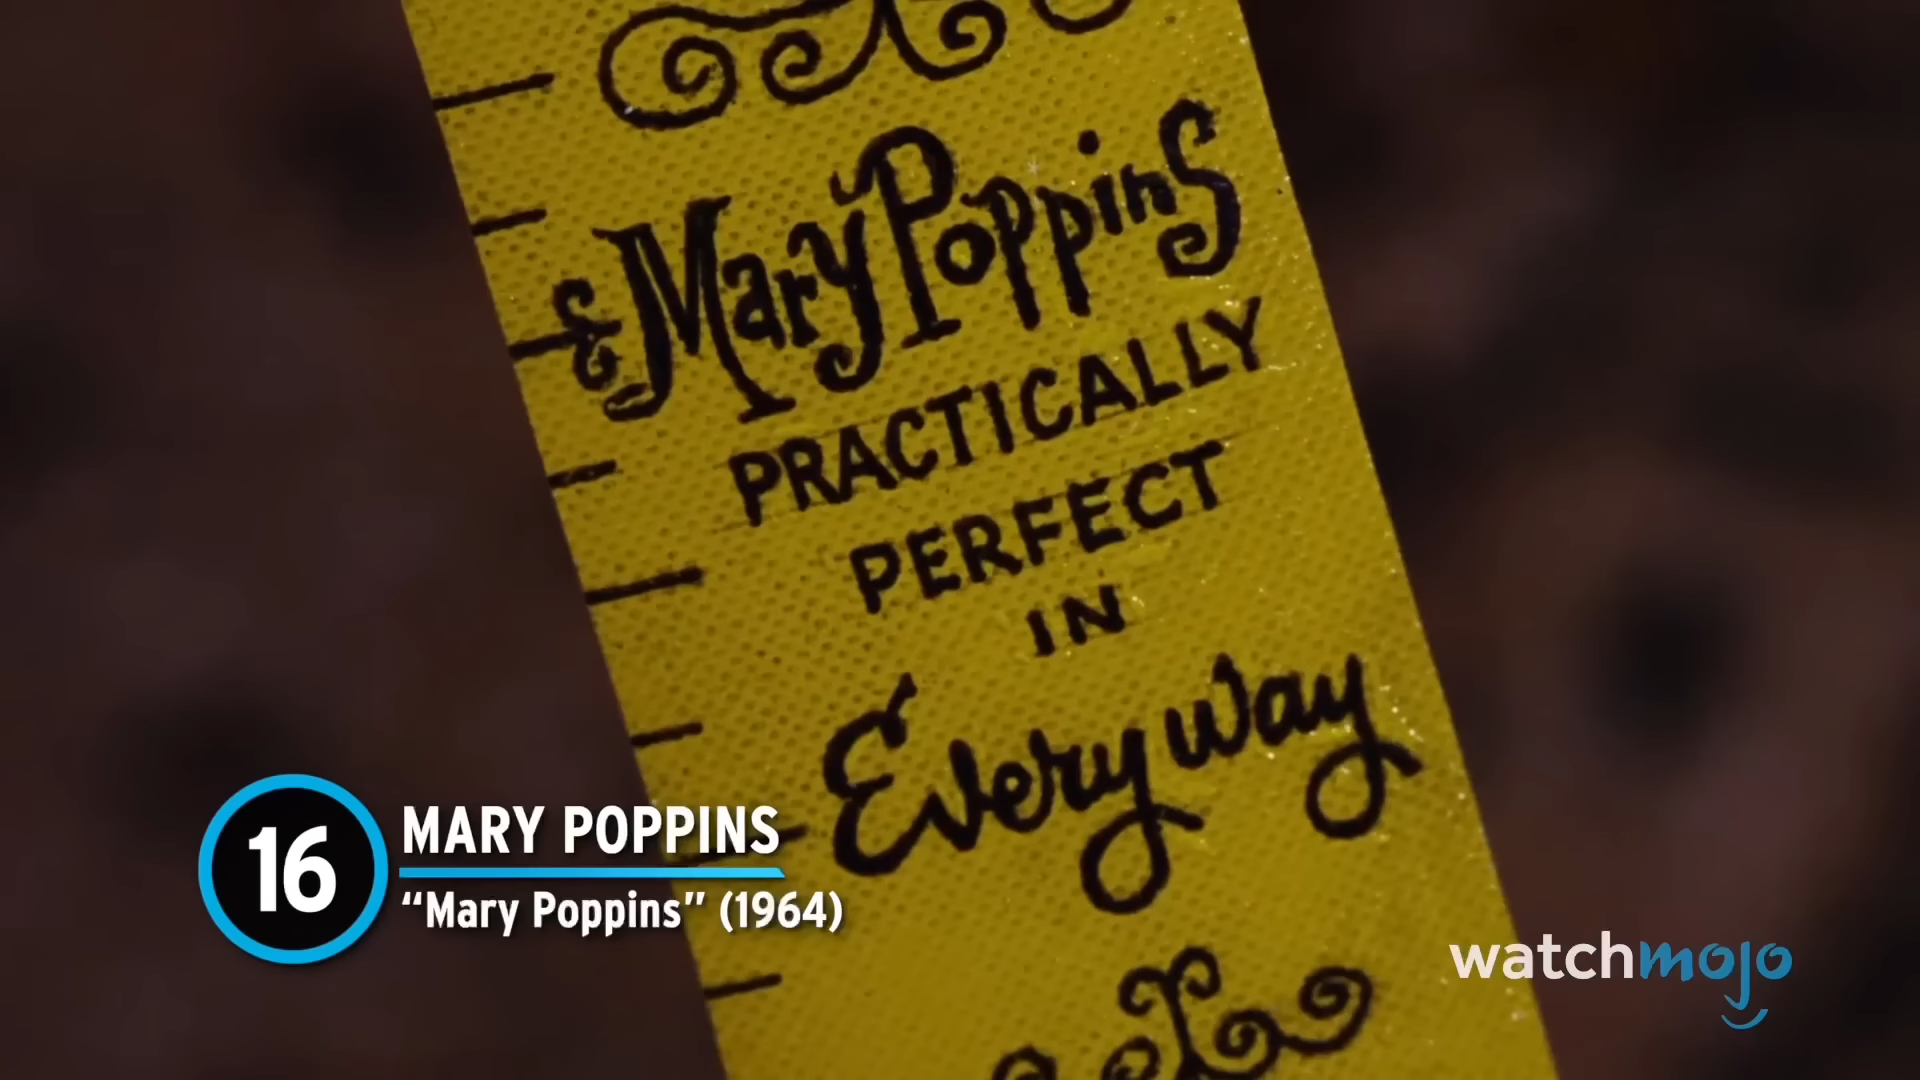 Mary Poppins
PRACTICALLY
PERFECT
IN
Every way
16
MARY POPPINS
“Mary Poppins” (1964)
watchmojo